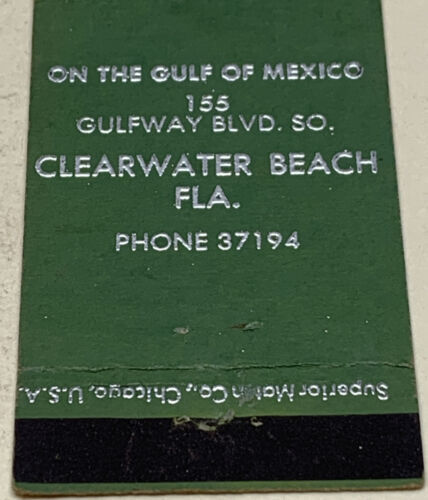 ON THE GULF OF MEXICO
155
GULFWAY BLVD. SO.
CLEARWATER BEACH
FLA.
PHONE 37194
Superior Match Co., Chicago, U.S.A.